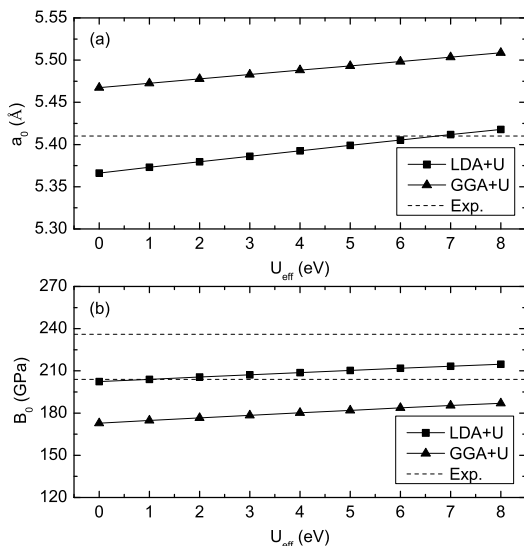 (a)
5.55
5.50
5.45
5.40
5.35
5.30
a₀ (Å)
LDA+U
GGA+U
Exp.
0 1 2 3 4 5 6 7 8
U_eff (eV)
(b)
270
240
210
180
150
120
B₀ (GPa)
LDA+U
GGA+U
Exp.
0 1 2 3 4 5 6 7 8
U_eff (eV)